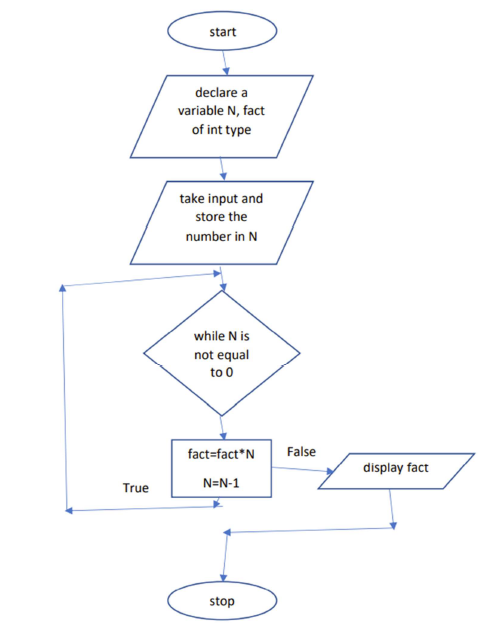 start
declare a
variable N, fact
of int type
take input and
store the
number in N
while N is
not equal
to 0
fact=fact*N
N=N-1
False
display fact
True
stop